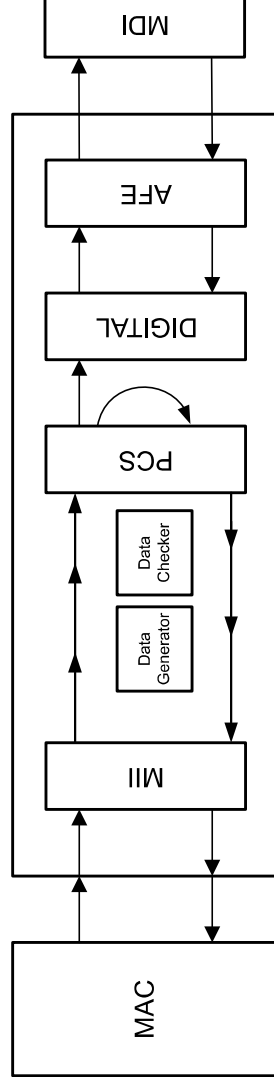 MAC
MII
Data
Generator
Data
Checker
PCS
DIGITAL
AFE
MDI